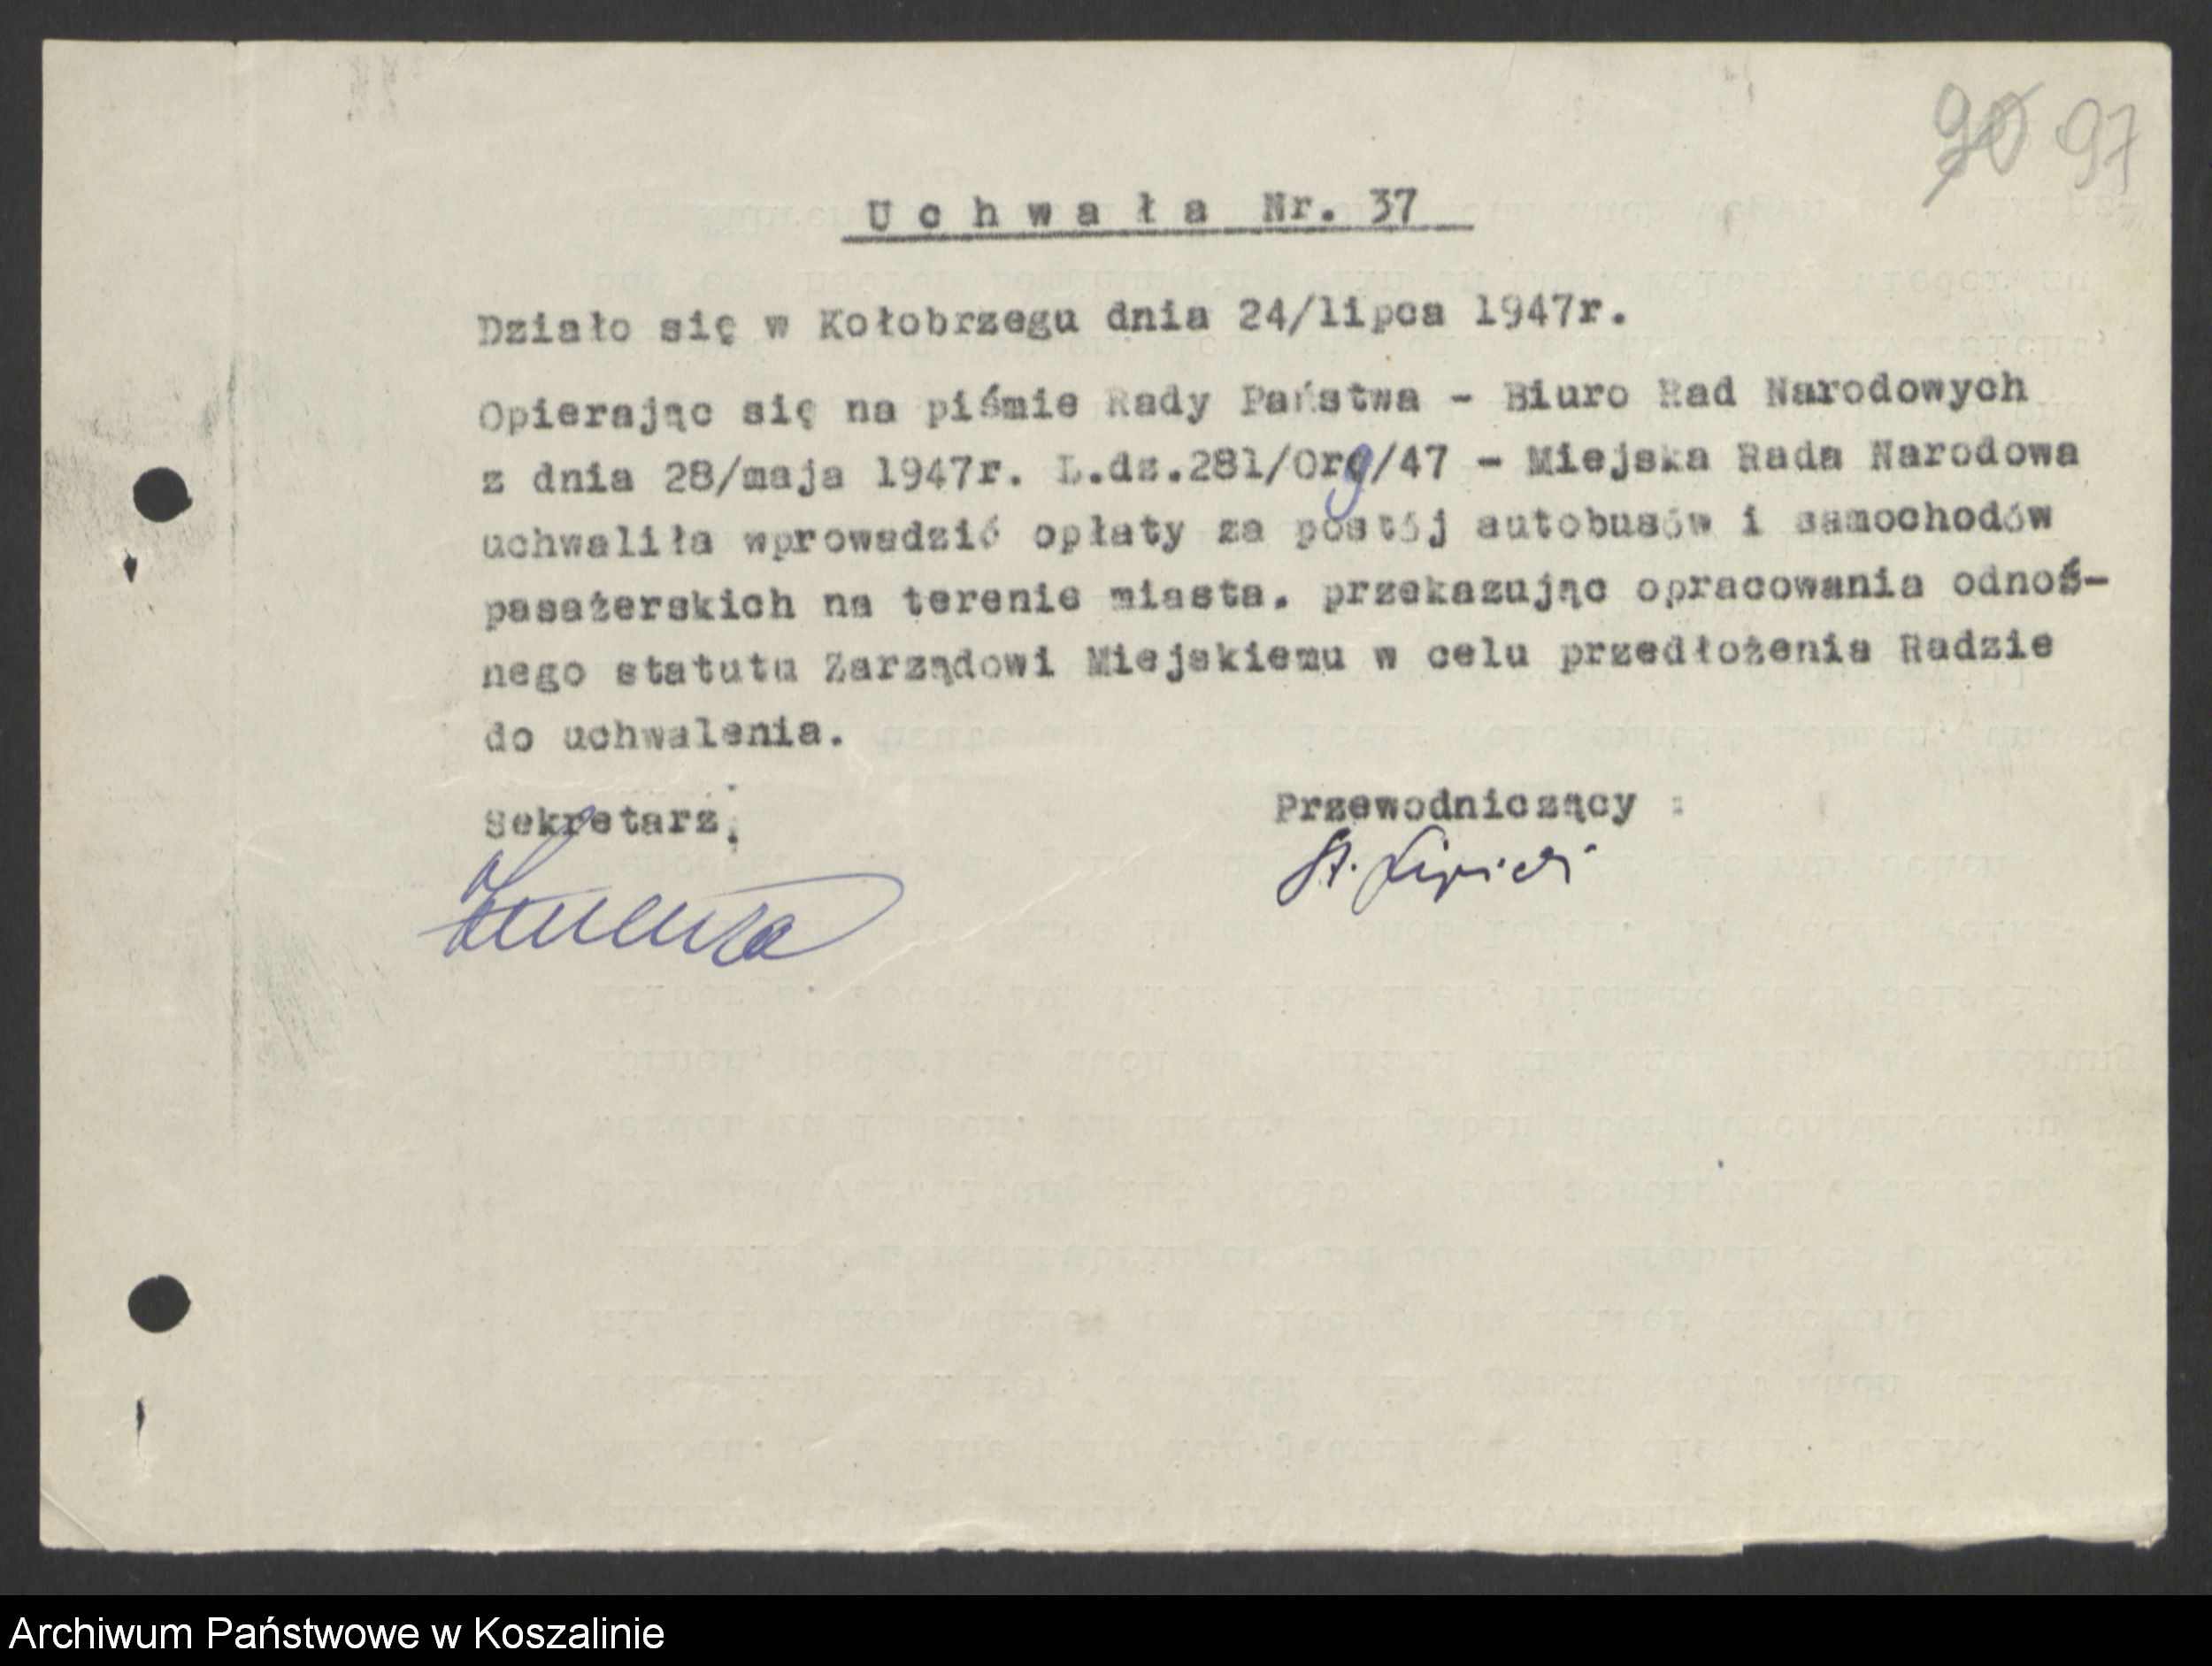 90 97
Uchwała Nr. 37
Działo się w Kołobrzegu dnia 24/lipca 1947r.
Opierając się na piśmie Rady Państwa - Biuro Rad Narodowych
z dnia 28/maja 1947r. L.dz.281/Org/47 - Miejska Rada Narodowa
uchwaliła wprowadzić opłaty za postój autobusów i samochodów
pasażerskich na terenie miasta. przekazując opracowania odnoś-
nego statutu Zarządowi Miejskiemu w celu przedłożenia Radzie
do uchwalenia.
Sekretarz: Przewodniczący :
St. Lipicki
Archiwum Państwowe w Koszalinie